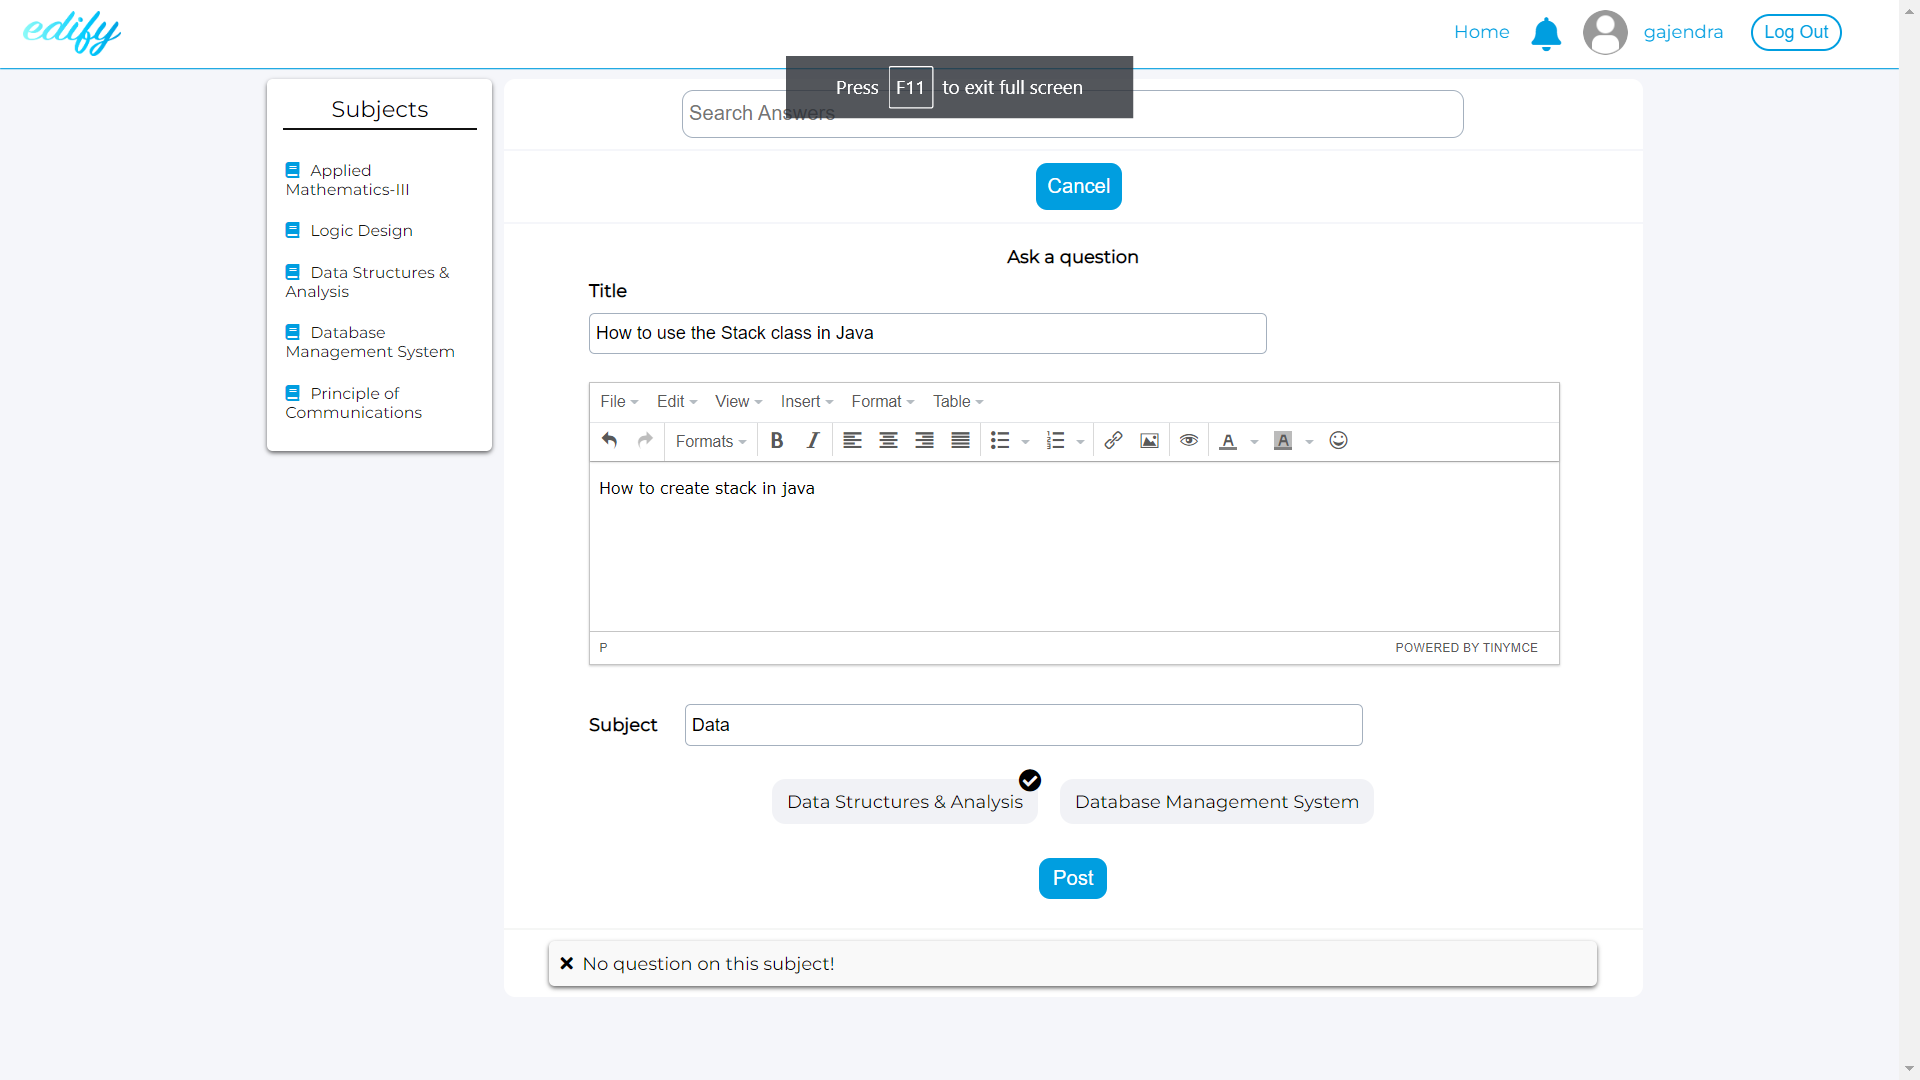 edify
Home
gajendra
Log Out
Press F11 to exit full screen
Subjects
Applied
Mathematics-III
Logic Design
Data Structures &
Analysis
Database
Management System
Principle of
Communications
Search Answers
Cancel
Ask a question
Title
How to use the Stack class in Java
File Edit View Insert Format Table
Formats B I A A
How to create stack in java
P
POWERED BY TINYMCE
Subject
Data
Data Structures & Analysis
Database Management System
Post
No question on this subject!